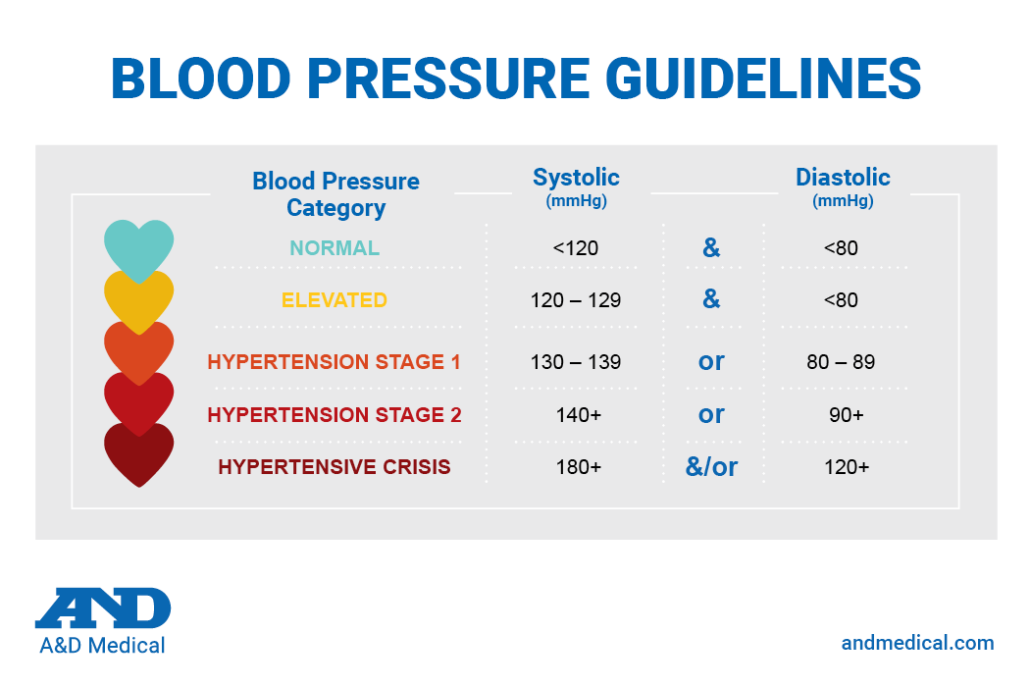 BLOOD PRESSURE GUIDELINES
Blood Pressure
Category
Systolic
(mmHg)
Diastolic
(mmHg)
NORMAL <120 & <80
ELEVATED 120 – 129 & <80
HYPERTENSION STAGE 1 130 – 139 or 80 – 89
HYPERTENSION STAGE 2 140+ or 90+
HYPERTENSIVE CRISIS 180+ &/or 120+
AND
A&D Medical
andmedical.com